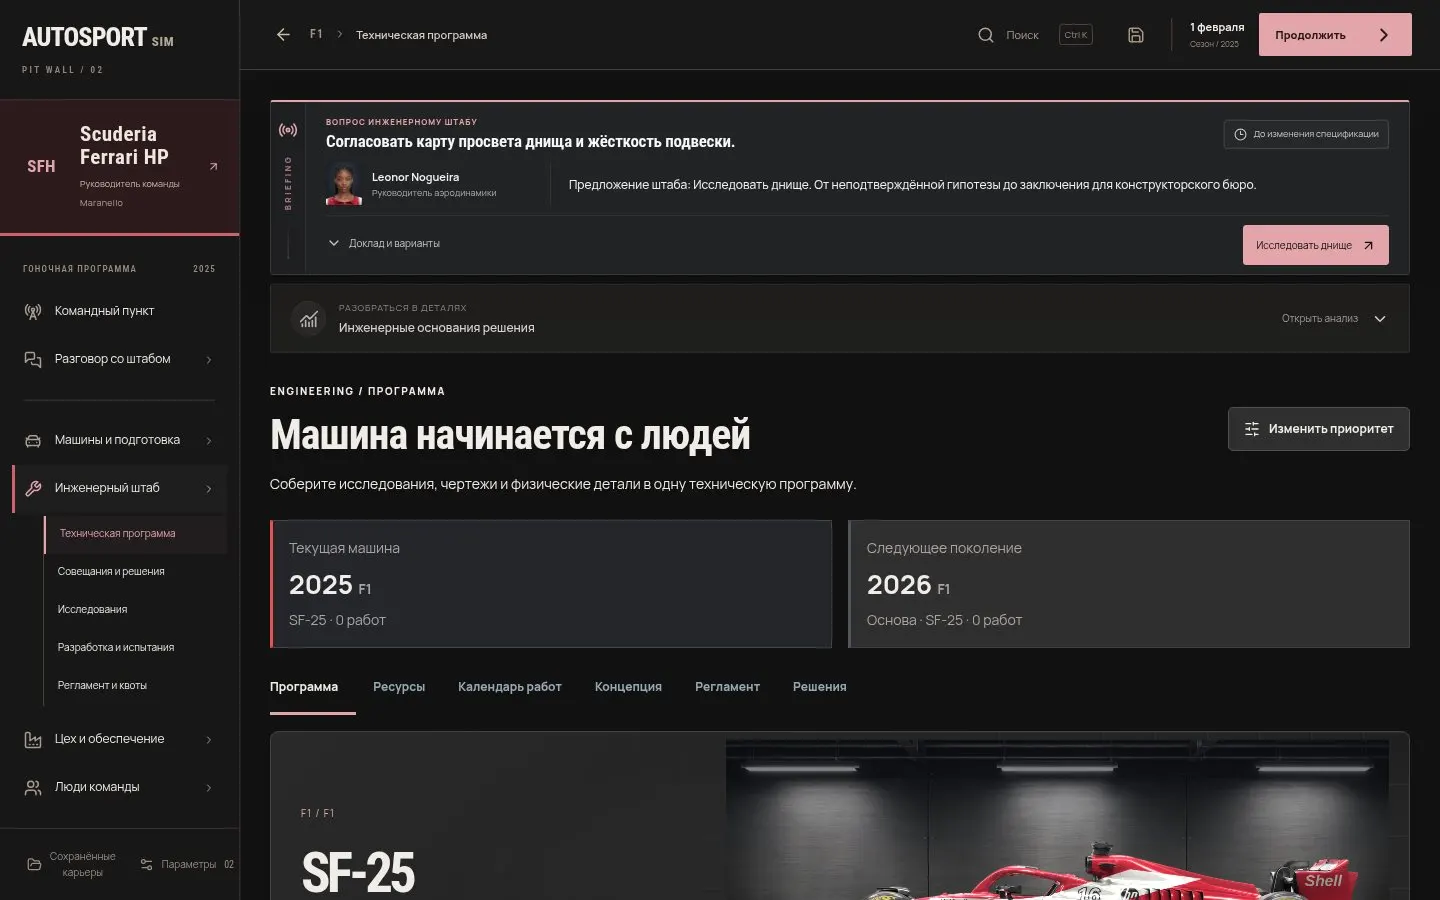 AUTOSPORT SIM
PIT WALL / 02
SFH
Scuderia
Ferrari HP
Руководитель команды
Maranello
ГОНОЧНАЯ ПРОГРАММА 2025
Командный пункт
Разговор со штабом
Машины и подготовка
Инженерный штаб
Техническая программа
Совещания и решения
Исследования
Разработка и испытания
Регламент и квоты
Цех и обеспечение
Люди команды
Сохранённые
карьеры
Параметры 02
F1 Техническая программа
Поиск Ctrl K
1 февраля
Сезон / 2025
Продолжить
BRIEFING
ВОПРОС ИНЖЕНЕРНОМУ ШТАБУ
Согласовать карту просвета днища и жёсткость подвески.
До изменения спецификации
Leonor Nogueira
Руководитель аэродинамики
Предложение штаба: Исследовать днище. От неподтверждённой гипотезы до заключения для конструкторского бюро.
Доклад и варианты
Исследовать днище
РАЗОБРАТЬСЯ В ДЕТАЛЯХ
Инженерные основания решения
Открыть анализ
ENGINEERING / ПРОГРАММА
Машина начинается с людей
Изменить приоритет
Соберите исследования, чертежи и физические детали в одну техническую программу.
Текущая машина
2025 F1
SF-25 · 0 работ
Следующее поколение
2026 F1
Основа · SF-25 · 0 работ
Программа Ресурсы Календарь работ Концепция Регламент Решения
F1 / F1
SF-25
16
hp
Shell